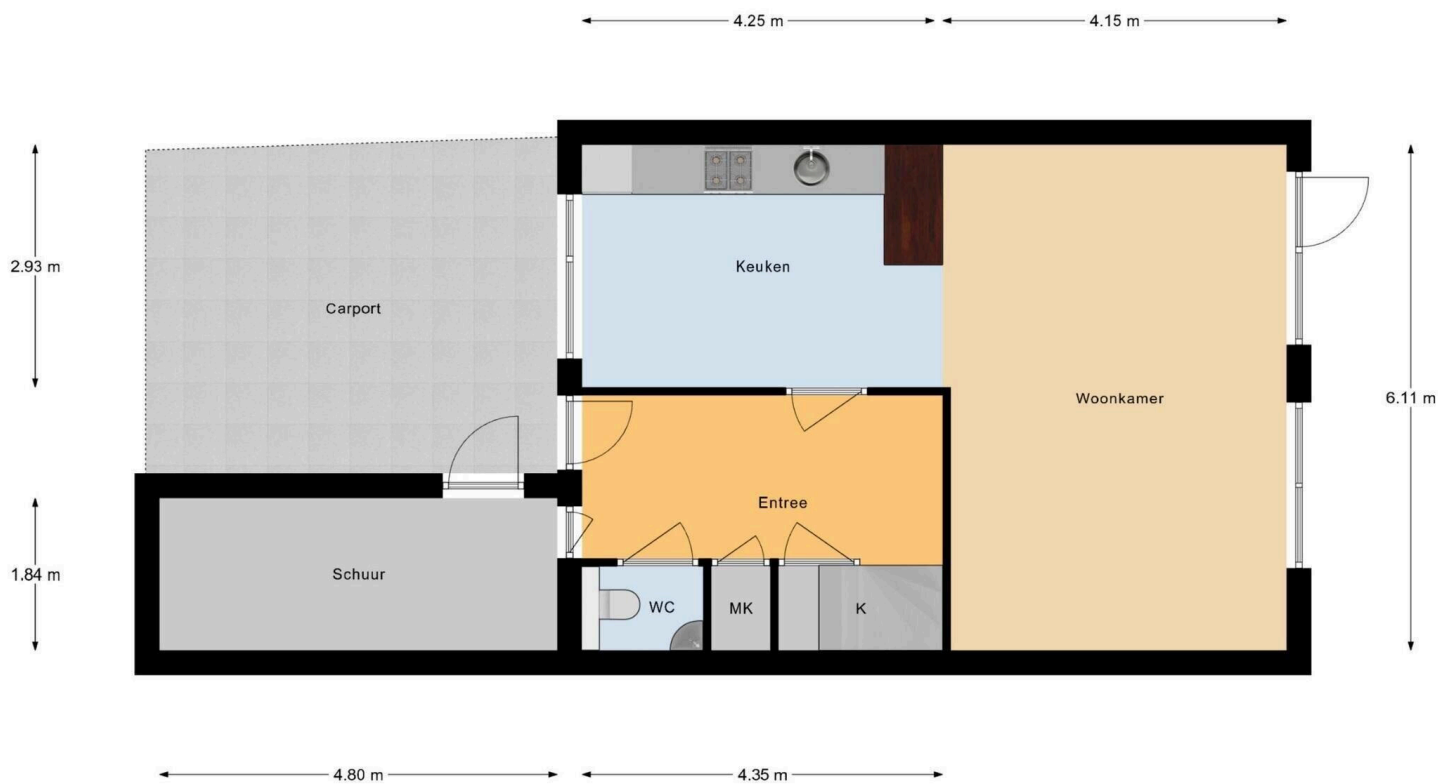 4.25 m
4.15 m
2.93 m
Keuken
Carport
Woonkamer
6.11 m
Entree
1.84 m
Schuur
WC
MK
K
4.80 m
4.35 m